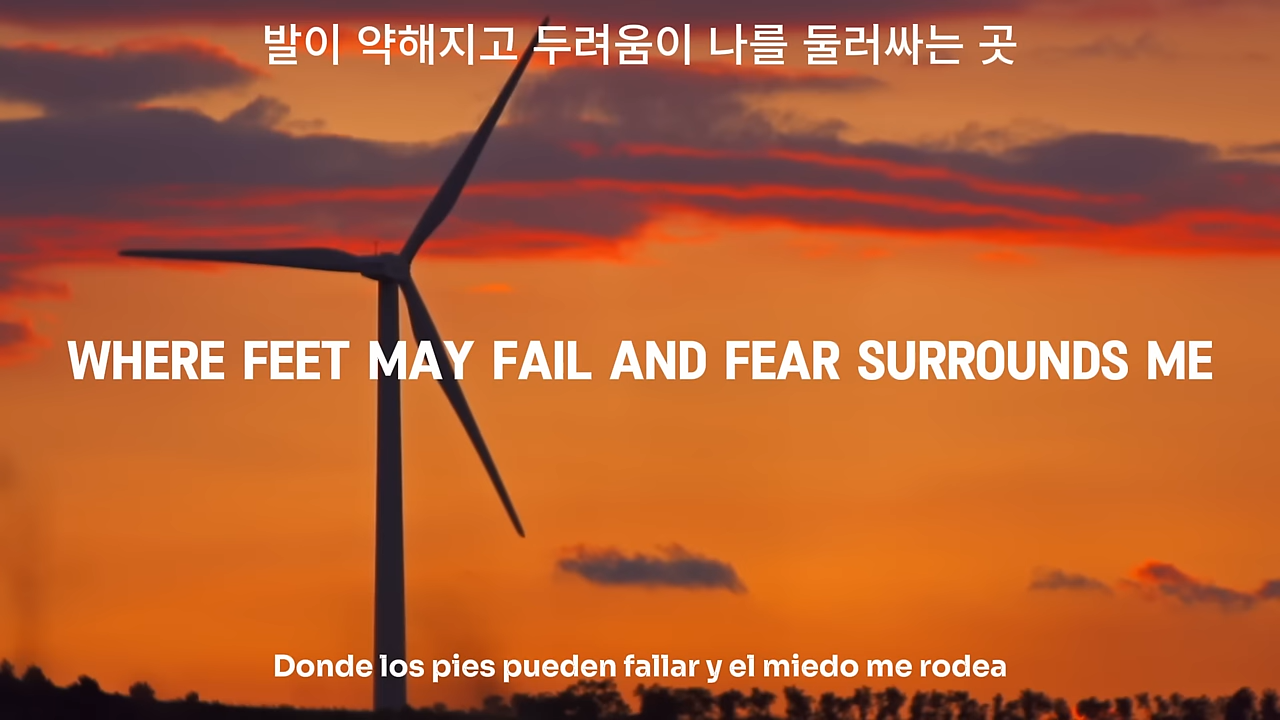 발이 약해지고 두려움이 나를 둘러싸는 곳
WHERE FEET MAY FAIL AND FEAR SURROUNDS ME
Donde los pies pueden fallar y el miedo me rodea